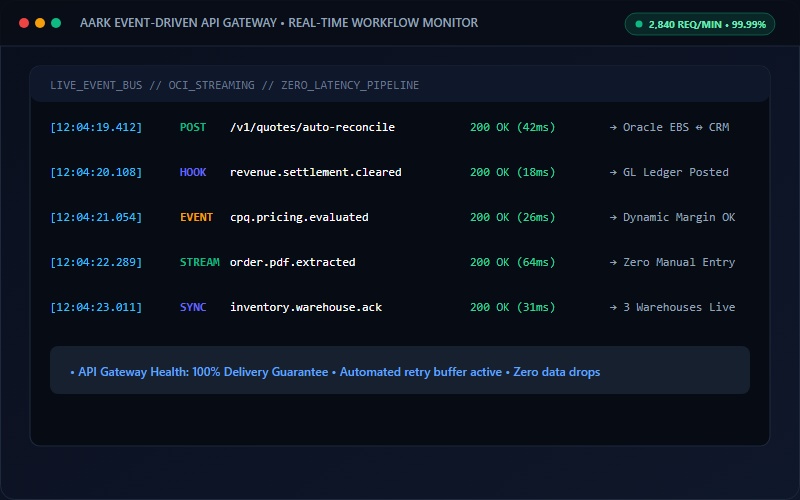 AARK EVENT-DRIVEN API GATEWAY • REAL-TIME WORKFLOW MONITOR
2,840 REQ/MIN • 99.99%
LIVE_EVENT_BUS // OCI_STREAMING // ZERO_LATENCY_PIPELINE
[12:04:19.412] POST /v1/quotes/auto-reconcile 200 OK (42ms) → Oracle EBS ↔ CRM
[12:04:20.108] HOOK revenue.settlement.cleared 200 OK (18ms) → GL Ledger Posted
[12:04:21.054] EVENT cpq.pricing.evaluated 200 OK (26ms) → Dynamic Margin OK
[12:04:22.289] STREAM order.pdf.extracted 200 OK (64ms) → Zero Manual Entry
[12:04:23.011] SYNC inventory.warehouse.ack 200 OK (31ms) → 3 Warehouses Live
• API Gateway Health: 100% Delivery Guarantee • Automated retry buffer active • Zero data drops